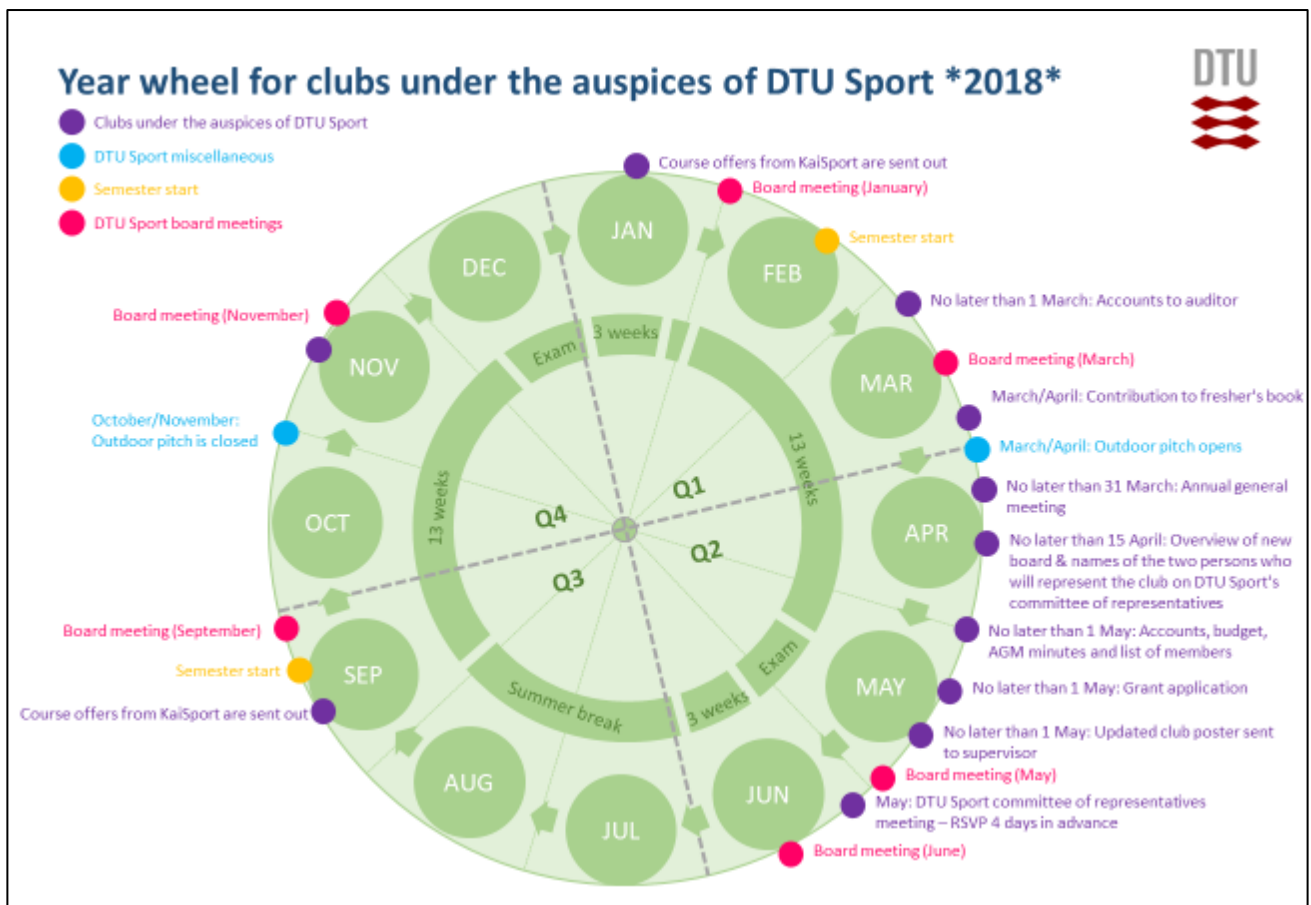 Year wheel for clubs under the auspices of DTU Sport *2018*
DTU
Clubs under the auspices of DTU Sport
DTU Sport miscellaneous
Semester start
DTU Sport board meetings
Course offers from KaiSport are sent out
Board meeting (January)
Semester start
No later than 1 March: Accounts to auditor
Board meeting (March)
March/April: Contribution to fresher's book
March/April: Outdoor pitch opens
No later than 31 March: Annual general
meeting
No later than 15 April: Overview of new
board & names of the two persons who
will represent the club on DTU Sport's
committee of representatives
No later than 1 May: Accounts, budget,
AGM minutes and list of members
No later than 1 May: Grant application
No later than 1 May: Updated club poster sent
to supervisor
Board meeting (May)
May: DTU Sport committee of representatives
meeting – RSVP 4 days in advance
Board meeting (June)
Course offers from KaiSport are sent out
Semester start
Board meeting (September)
October/November:
Outdoor pitch is closed
Board meeting (November)
JAN
FEB
MAR
APR
MAY
JUN
JUL
AUG
SEP
OCT
NOV
DEC
3 weeks
13 weeks
Exam
3 weeks
Summer break
13 weeks
Exam
Q1
Q2
Q3
Q4